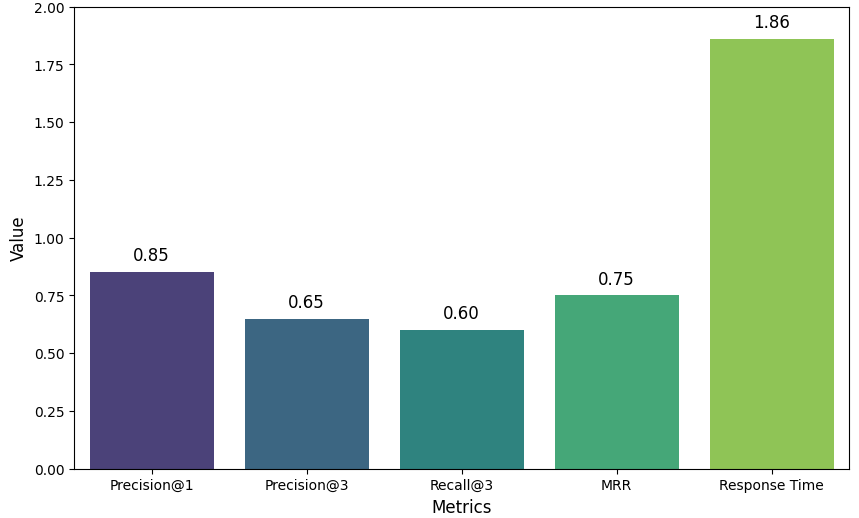 2.00
1.75
1.50
1.25
1.00
0.75
0.50
0.25
0.00
Value
0.85
0.65
0.60
0.75
1.86
Precision@1
Precision@3
Recall@3
MRR
Response Time
Metrics